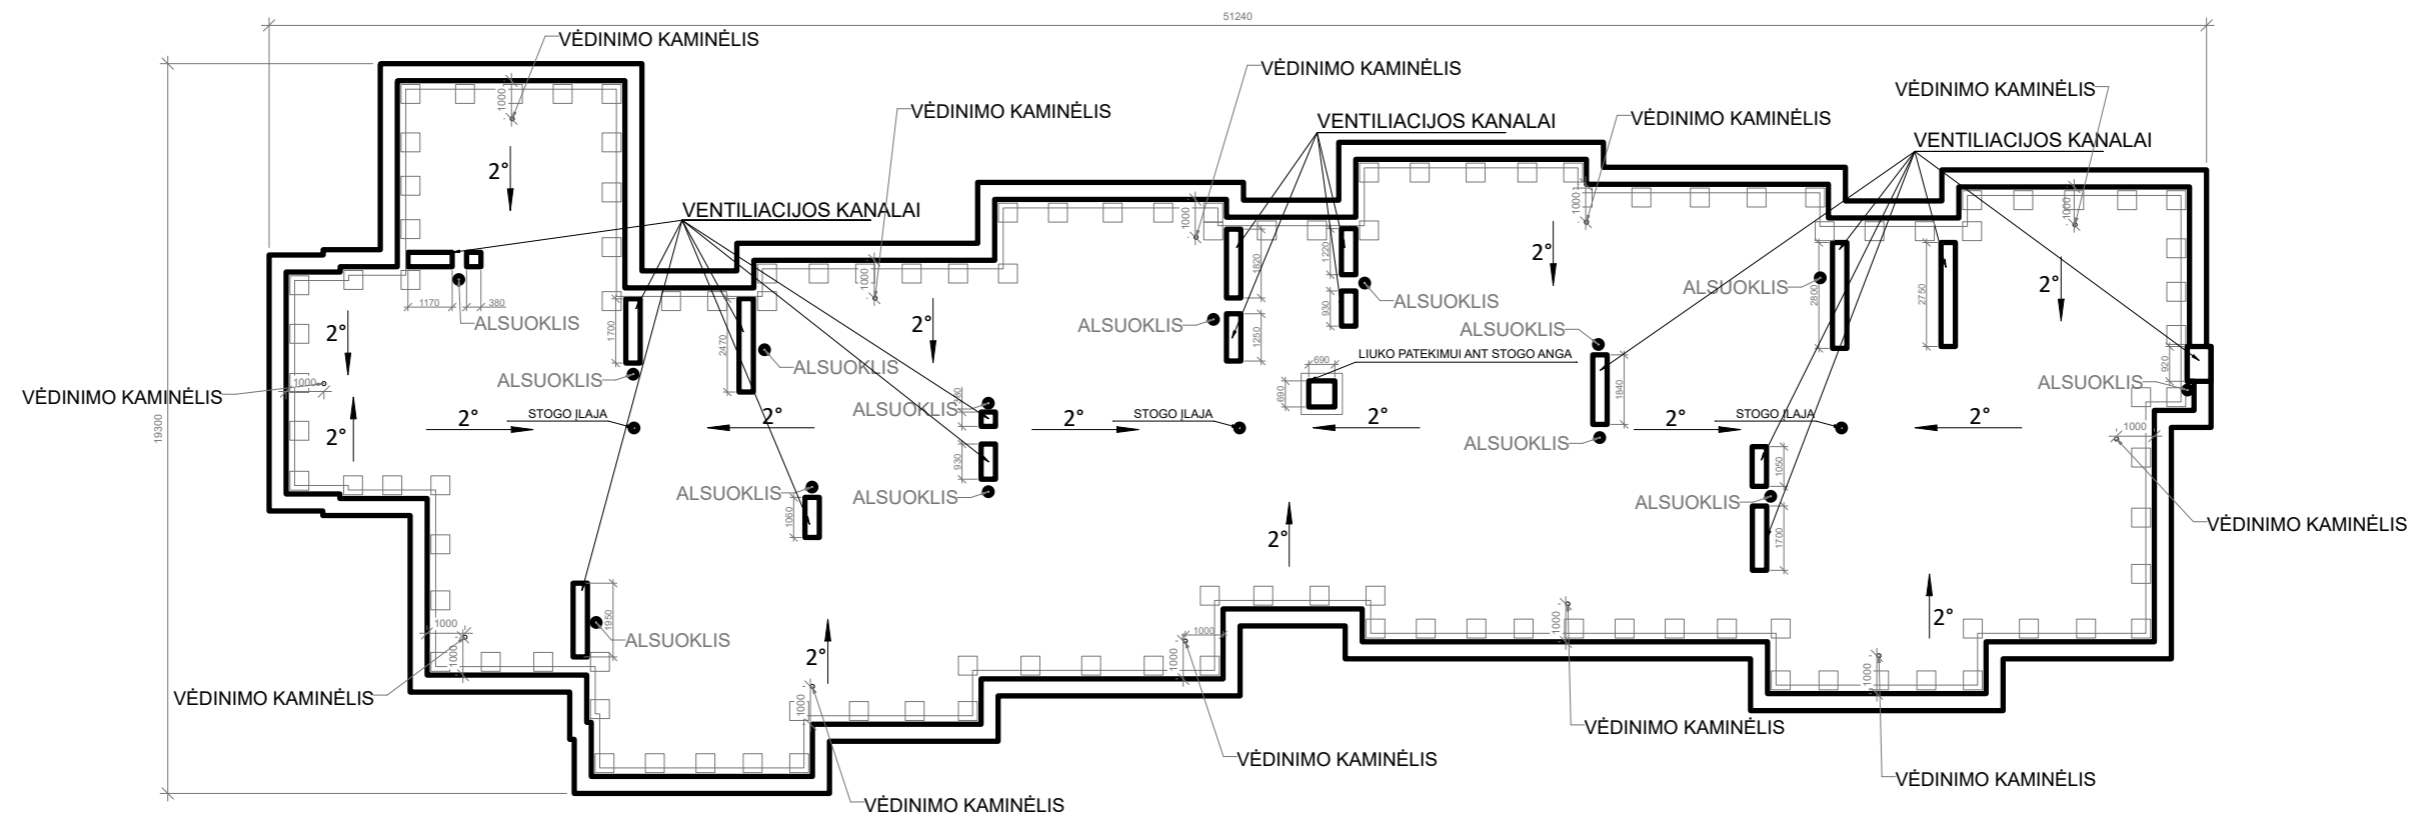 51240
VĖDINIMO KAMINĖLIS
VĖDINIMO KAMINĖLIS
VĖDINIMO KAMINĖLIS
1000
VĖDINIMO KAMINĖLIS
VENTILIACIJOS KANALAI
VĖDINIMO KAMINĖLIS
VENTILIACIJOS KANALAI
2°
VENTILIACIJOS KANALAI
1000
1000
1000
2°
2°
1820
1220
1000
1170
380
ALSUOKLIS
ALSUOKLIS
ALSUOKLIS
2800
2750
2°
2°
1700
2470
ALSUOKLIS
930
1250
ALSUOKLIS
LIUKO PATEKIMUI ANT STOGO ANGA
690
690
920
ALSUOKLIS
ALSUOKLIS
1000
VĖDINIMO KAMINĖLIS
1840
ALSUOKLIS
19300
2°
2°
STOGO ĮLAJA
2°
2°
STOGO ĮLAJA
2°
2°
STOGO ĮLAJA
2°
1000
ALSUOKLIS
930
1050
ALSUOKLIS
ALSUOKLIS
ALSUOKLIS
1060
1700
VĖDINIMO KAMINĖLIS
2°
1950
1000
1000
ALSUOKLIS
1000
1000
1000
2°
2°
1000
VĖDINIMO KAMINĖLIS
1000
VĖDINIMO KAMINĖLIS
VĖDINIMO KAMINĖLIS
VĖDINIMO KAMINĖLIS
VĖDINIMO KAMINĖLIS